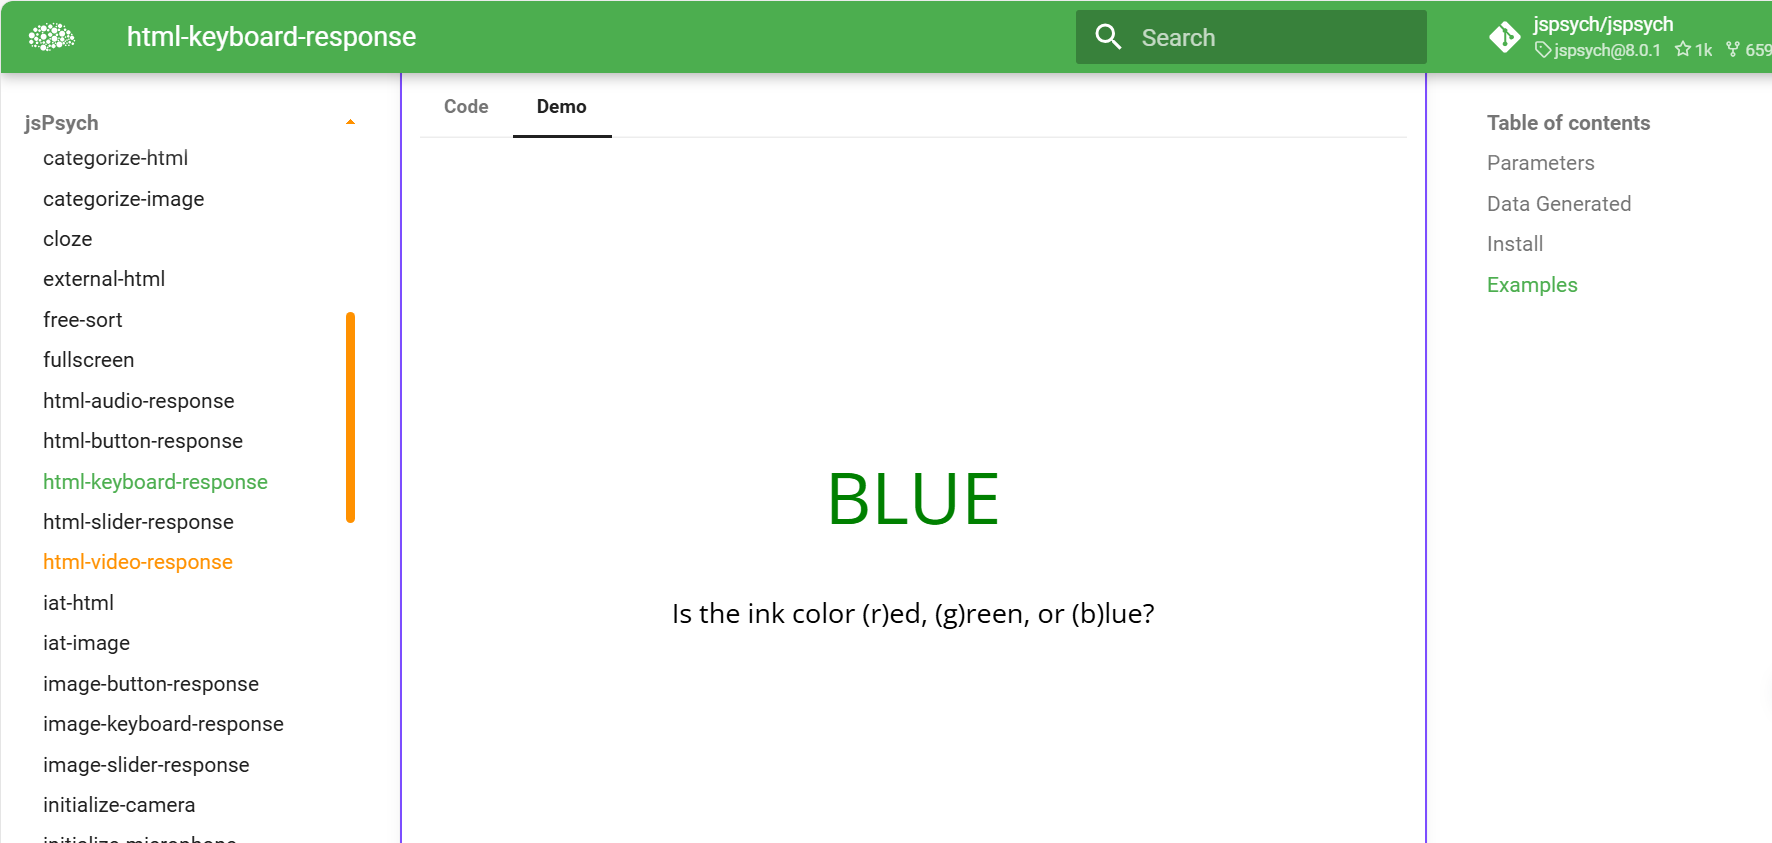 html-keyboard-response
Search
jspsych/jspsych
jspsych@8.0.1 1k 659
jsPsych
categorize-html
categorize-image
cloze
external-html
free-sort
fullscreen
html-audio-response
html-button-response
html-keyboard-response
html-slider-response
html-video-response
iat-html
iat-image
image-button-response
image-keyboard-response
image-slider-response
initialize-camera
initialize-microphone
Code Demo
BLUE
Is the ink color (r)ed, (g)reen, or (b)lue?
Table of contents
Parameters
Data Generated
Install
Examples